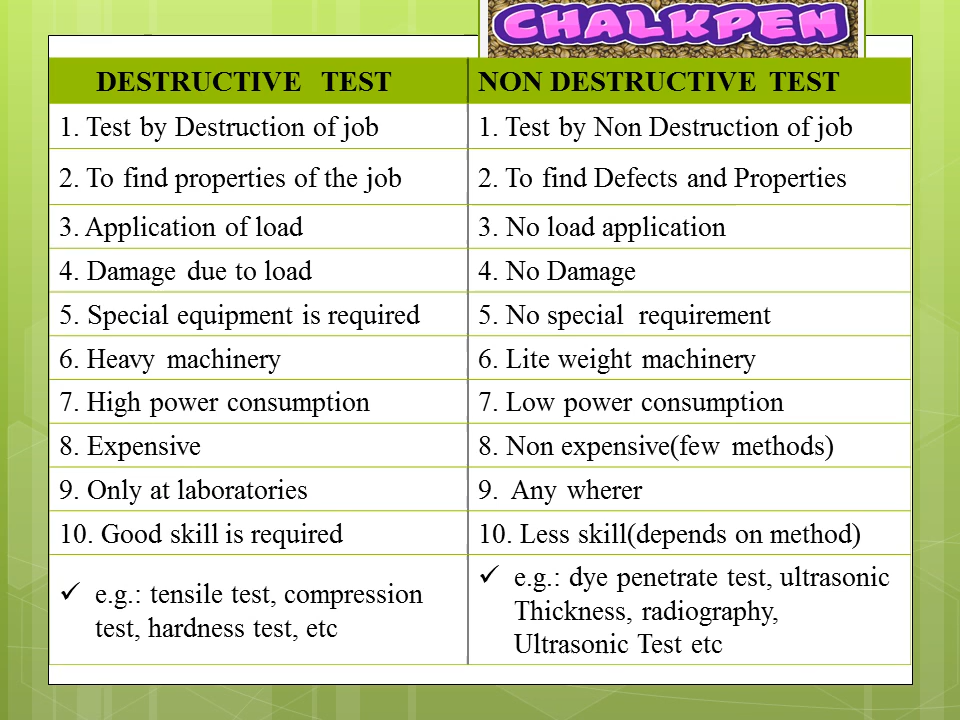 CHALKPEN
DESTRUCTIVE TEST
NON DESTRUCTIVE TEST
1. Test by Destruction of job
1. Test by Non Destruction of job
2. To find properties of the job
2. To find Defects and Properties
3. Application of load
3. No load application
4. Damage due to load
4. No Damage
5. Special equipment is required
5. No special requirement
6. Heavy machinery
6. Lite weight machinery
7. High power consumption
7. Low power consumption
8. Expensive
8. Non expensive(few methods)
9. Only at laboratories
9. Any wherer
10. Good skill is required
10. Less skill(depends on method)
✓ e.g.: tensile test, compression
test, hardness test, etc
✓ e.g.: dye penetrate test, ultrasonic
Thickness, radiography,
Ultrasonic Test etc